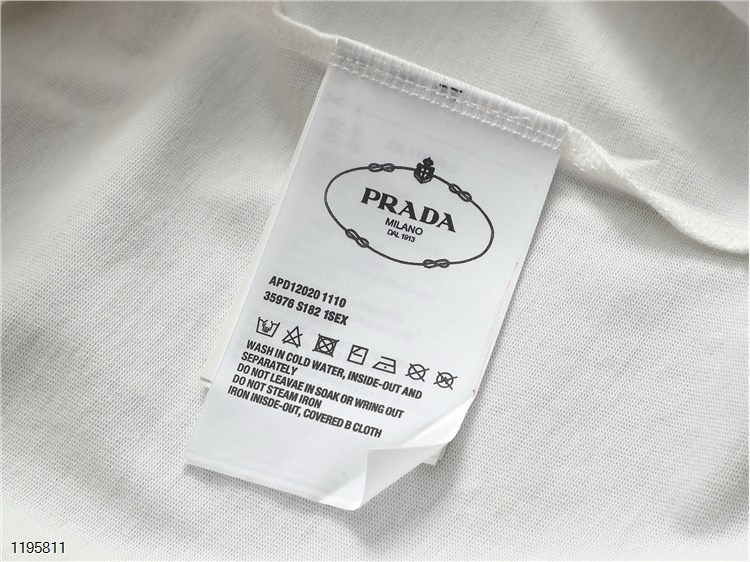 PRADA
MILANO
DAL 1913
APD12020 1110
35976 S182 1SEX
WASH IN COLD WATER, INSIDE-OUT AND
SEPARATELY
DO NOT LEAVAE IN SOAK OR WRING OUT
DO NOT STEAM IRON
IRON INISDE-OUT, COVERED B CLOTH
1195811